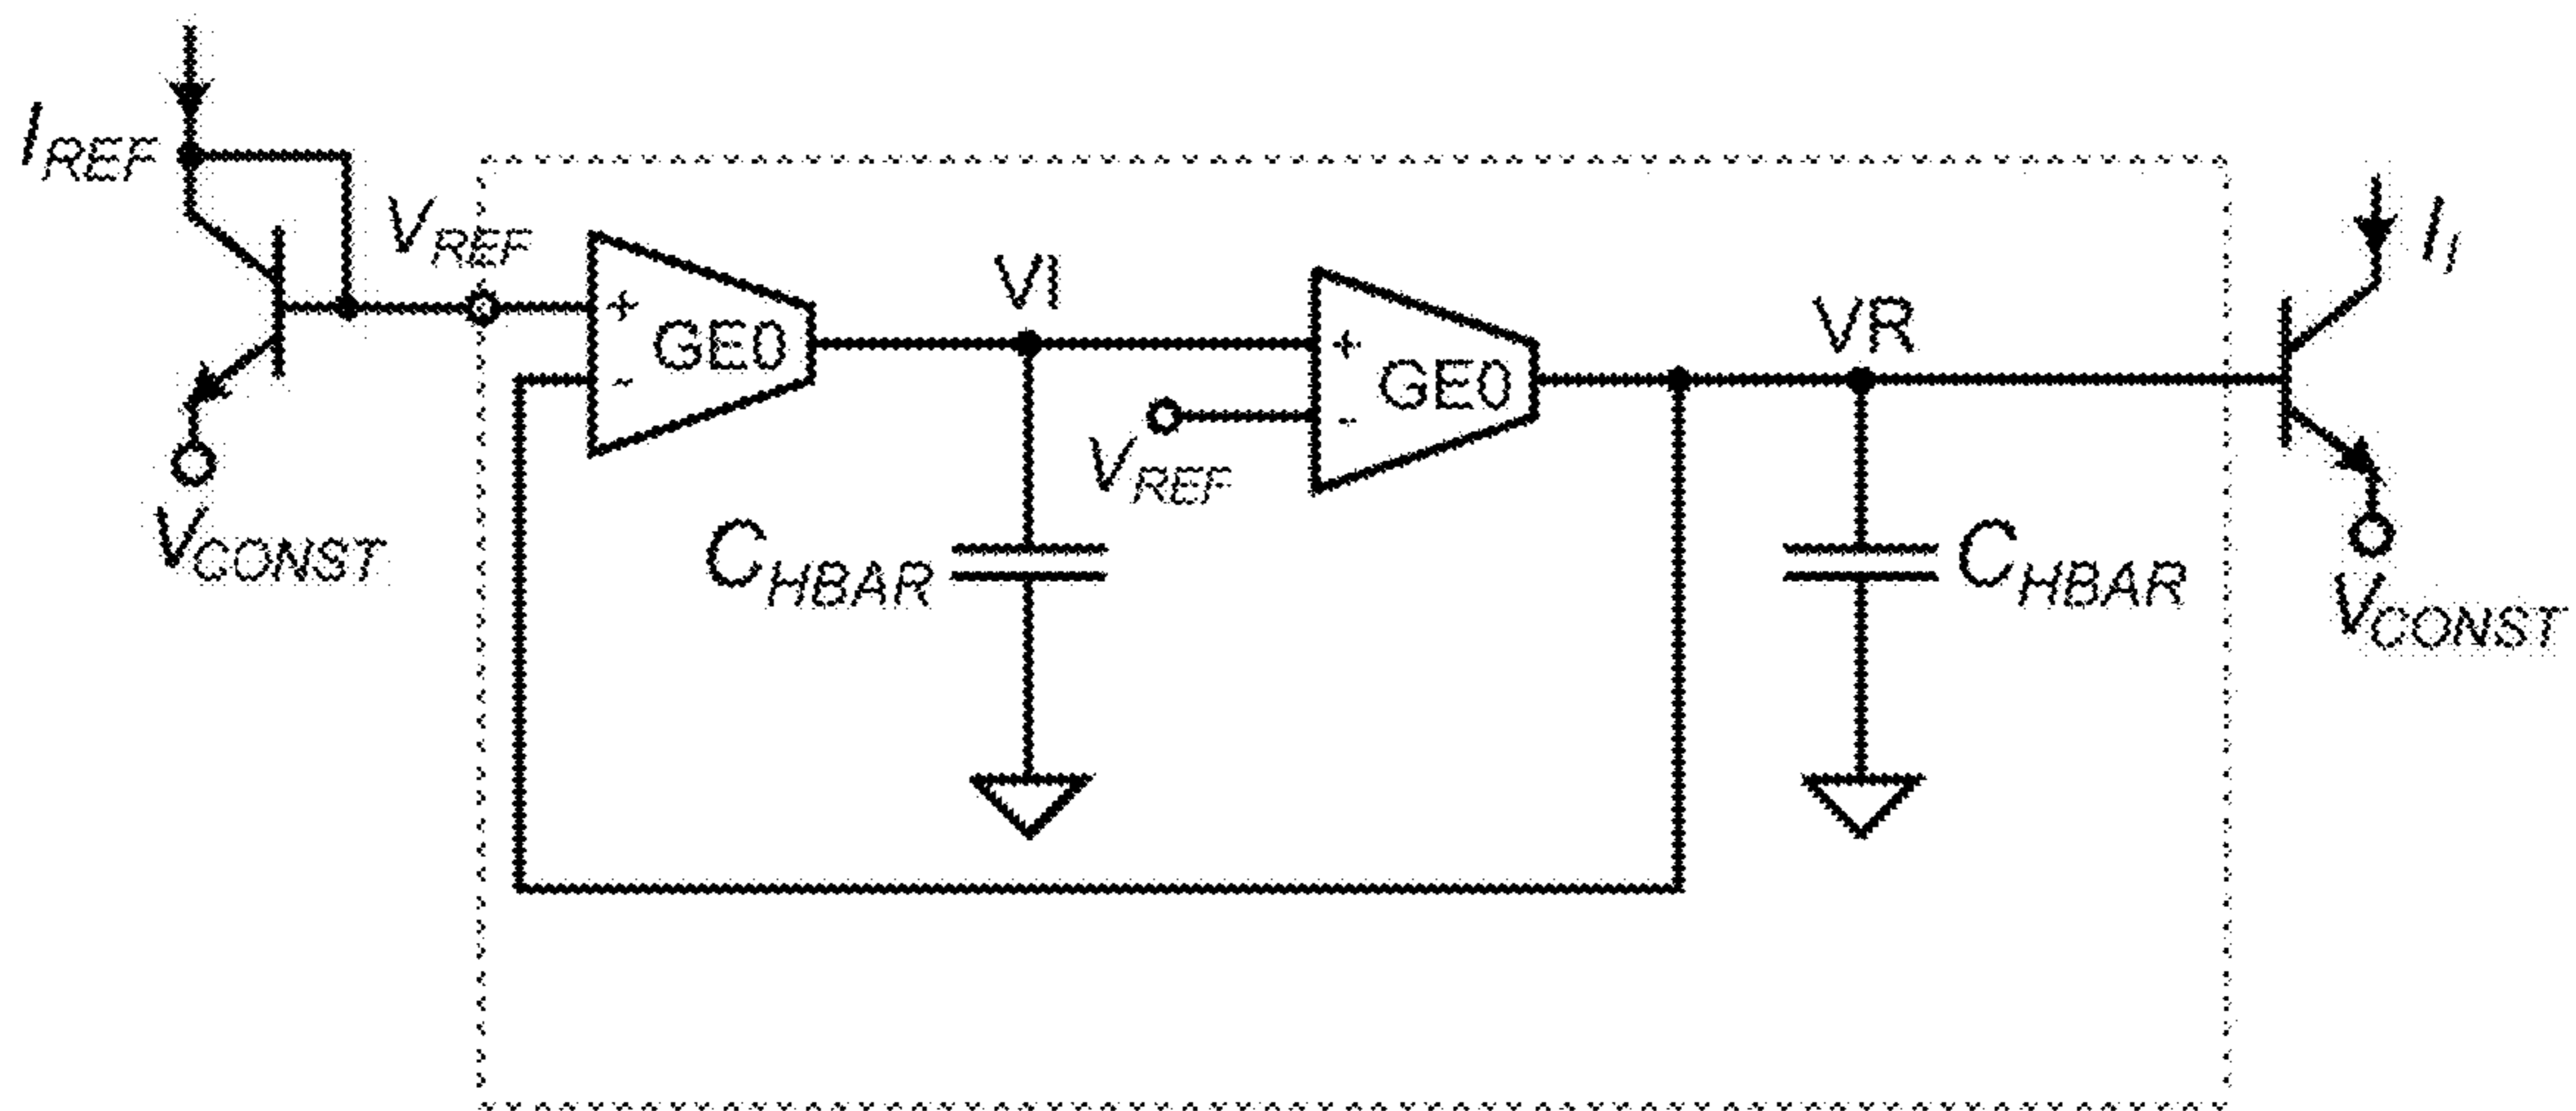 I_REF
V_REF
V_CONST
+
GE0
-
VI
C_HBAR
V_REF
+
GE0
-
VR
C_HBAR
I_I
V_CONST